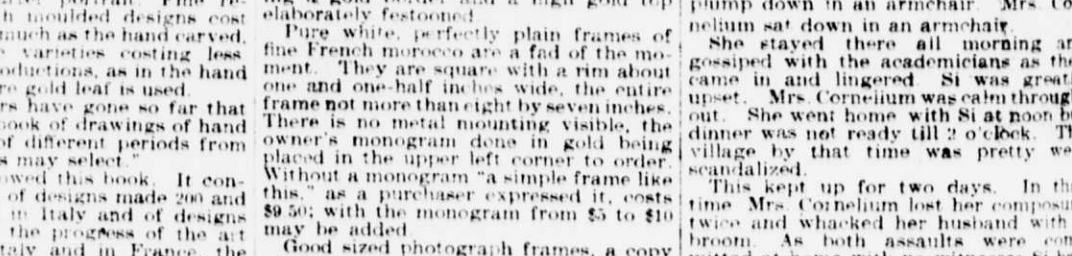 h moulded designs cost
much as the hand carved,
varieties costing less
oductions, as in the hand
re gold leaf is used.
rs have gone so far that
book of drawings of hand
of different periods from
s may select."
owed this book. It con-
of designs made 200 and
in Italy and of designs
the progress of the art
taly and in France, the
elaborately festooned.
Pure white, perfectly plain frames of
fine French morocco are a fad of the mo-
ment. They are square with a rim about
one and one-half inches wide, the entire
frame not more than eight by seven inches.
There is no metal mounting visible, the
owner's monogram done in gold being
placed in the upper left corner to order.
Without a monogram "a simple frame like
this," as a purchaser expressed it, costs
$9.50; with the monogram from $5 to $10
may be added.
Good sized photograph frames, a copy
plump down in an armchair. Mrs. Co
nelium sat down in an armchair.
She stayed there all morning an
gossiped with the academicians as the
came in and lingered. Si was great
upset. Mrs. Cornelium was calm throug
out. She went home with Si at noon b
dinner was not ready till 2 o'clock. Th
village by that time was pretty we
scandalized.
This kept up for two days. In th
time Mrs. Cornelium lost her composu
twice and whacked her husband with
broom. As both assaults were com